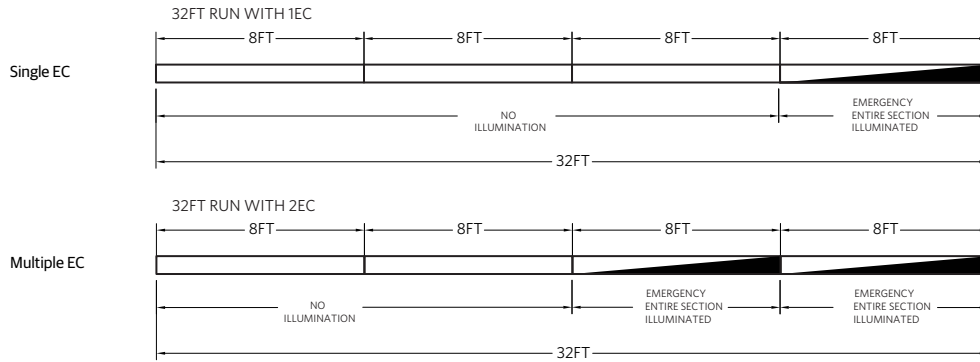 32FT RUN WITH 1EC
8FT 8FT 8FT 8FT
Single EC
NO
ILLUMINATION
EMERGENCY
ENTIRE SECTION
ILLUMINATED
32FT
32FT RUN WITH 2EC
8FT 8FT 8FT 8FT
Multiple EC
NO
ILLUMINATION
EMERGENCY
ENTIRE SECTION
ILLUMINATED
EMERGENCY
ENTIRE SECTION
ILLUMINATED
32FT